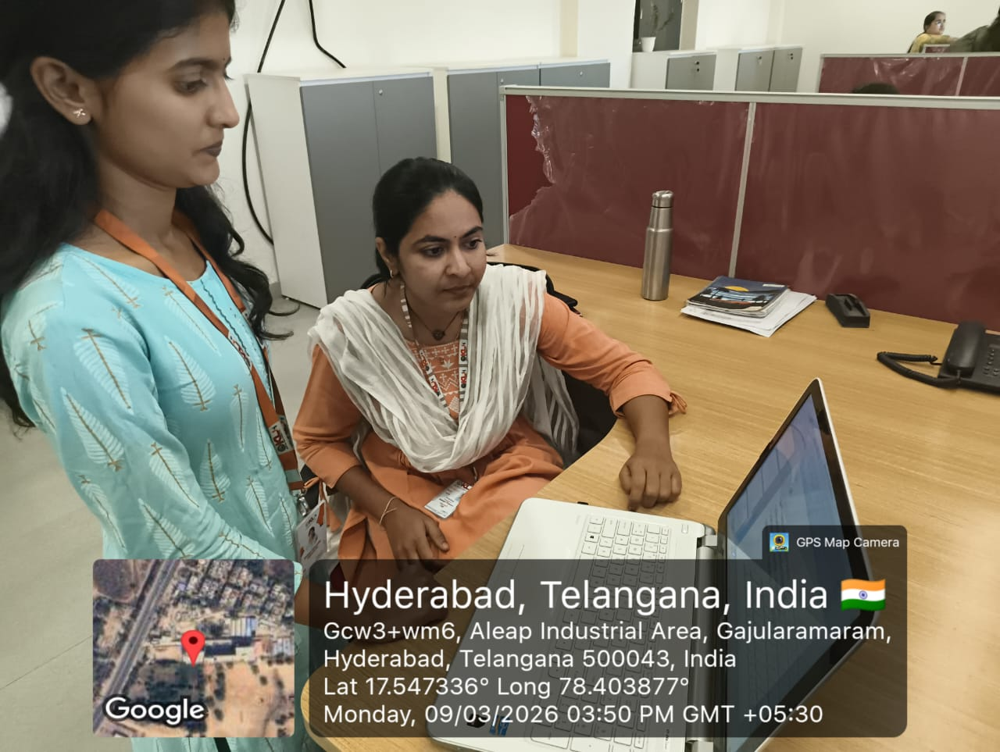 GPS Map Camera
Hyderabad, Telangana, India
Gcw3+wm6, Aleap Industrial Area, Gajularamaram,
Hyderabad, Telangana 500043, India
Lat 17.547336° Long 78.403877°
Monday, 09/03/2026 03:50 PM GMT +05:30
Google